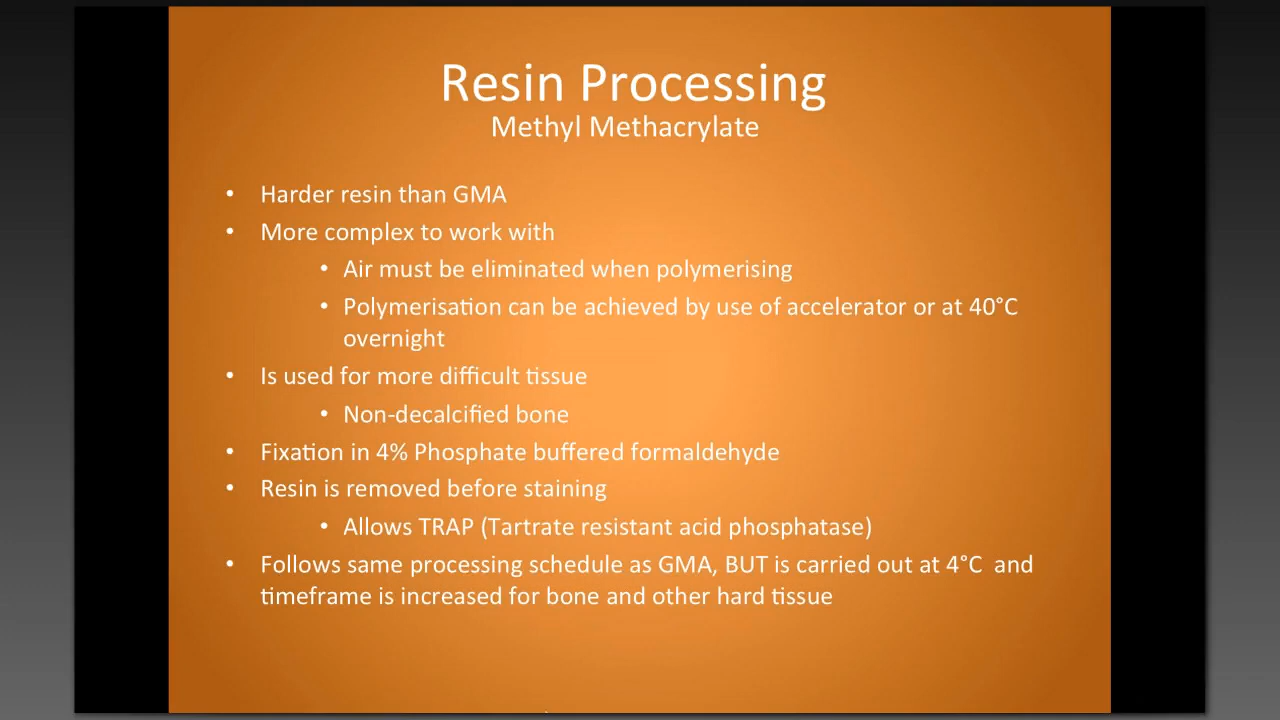 Resin Processing
Methyl Methacrylate
• Harder resin than GMA
• More complex to work with
• Air must be eliminated when polymerising
• Polymerisation can be achieved by use of accelerator or at 40°C
overnight
• Is used for more difficult tissue
• Non-decalcified bone
• Fixation in 4% Phosphate buffered formaldehyde
• Resin is removed before staining
• Allows TRAP (Tartrate resistant acid phosphatase)
• Follows same processing schedule as GMA, BUT is carried out at 4°C and
timeframe is increased for bone and other hard tissue